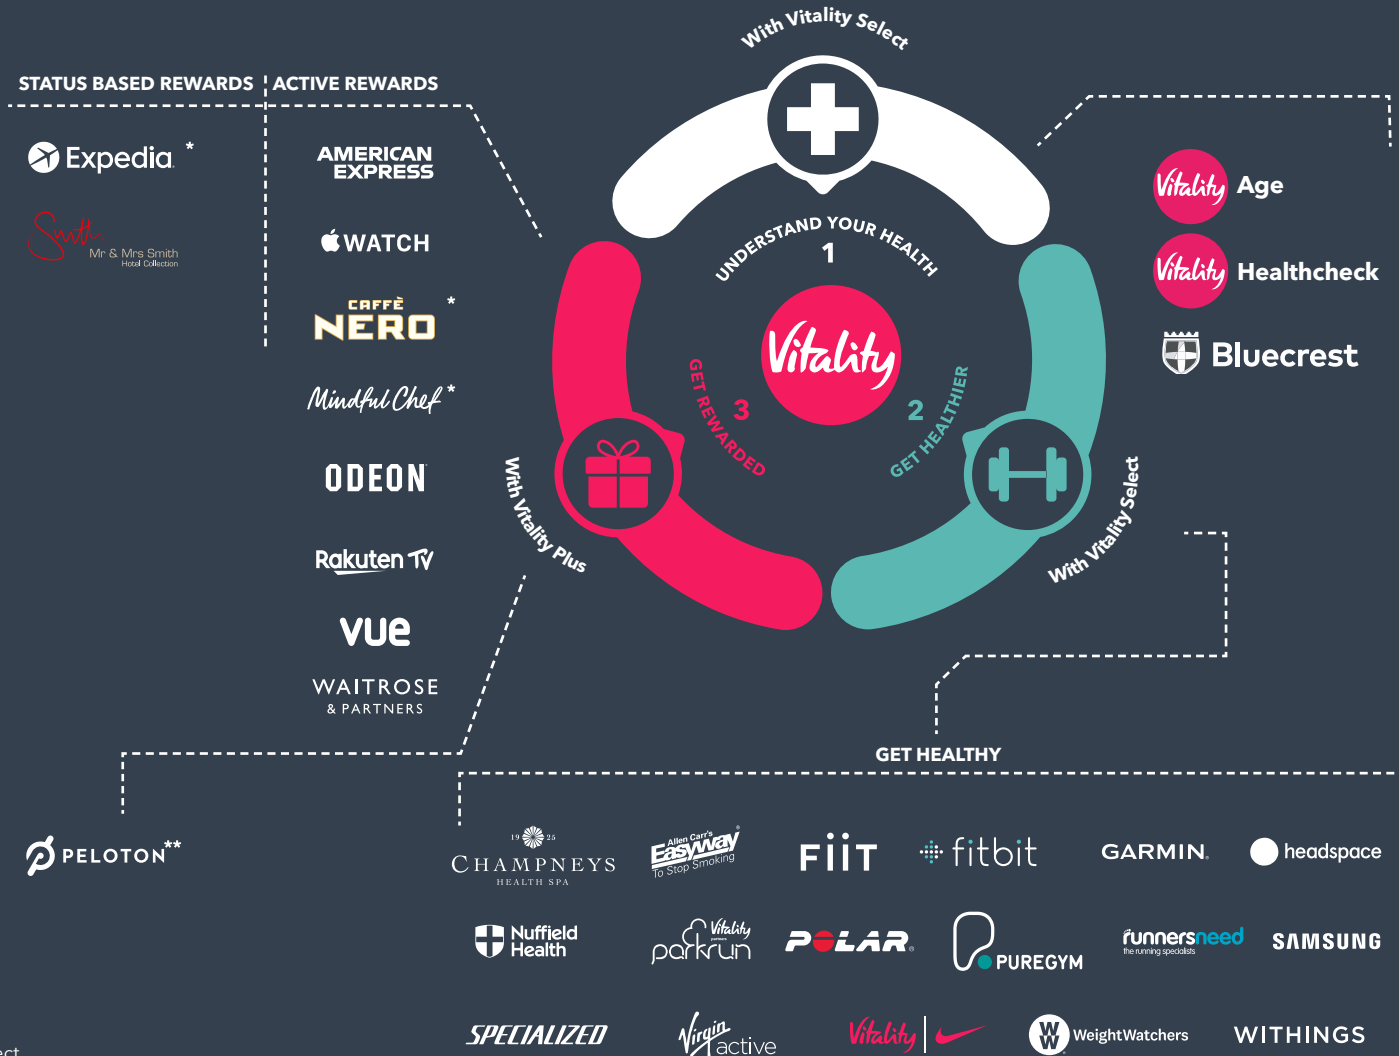 With Vitality Select
STATUS BASED REWARDS
ACTIVE REWARDS
Expedia *
Smith
Mr & Mrs Smith
Hotel Collection
AMERICAN
EXPRESS
WATCH
CAFFÈ
NERO *
Mindful Chef *
ODEON
Rakuten TV
vue
WAITROSE
& PARTNERS
UNDERSTAND YOUR HEALTH
1
Vitality
GET HEALTHIER
2
GET REWARDED
3
With Vitality Plus
With Vitality Select
Vitality Age
Vitality Healthcheck
Bluecrest
PELOTON**
GET HEALTHY
19 25
CHAMPNEYS
HEALTH SPA
Allen Carr's
Easyway®
To Stop Smoking
FiiT
fitbit
GARMIN.
headspace
Nuffield
Health
Vitality
parkrun
POLAR®
PUREGYM
runnersneed
the running specialists
SAMSUNG
SPECIALIZED
Virgin
active
Vitality
W
W
WeightWatchers
WITHINGS
ect